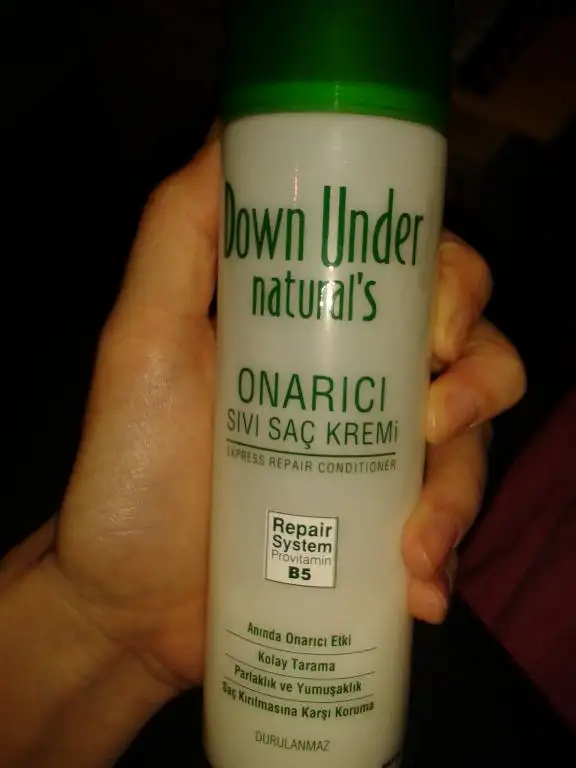 Down Under
natural's
ONARICI
SIVI SAÇ KREMİ
EXPRESS REPAIR CONDITIONER
Repair
System
Provitamin
B5
Anında Onarıcı Etki
Kolay Tarama
Parlaklık ve Yumuşaklık
Saç Kırılmasına Karşı Koruma
DURULANMAZ